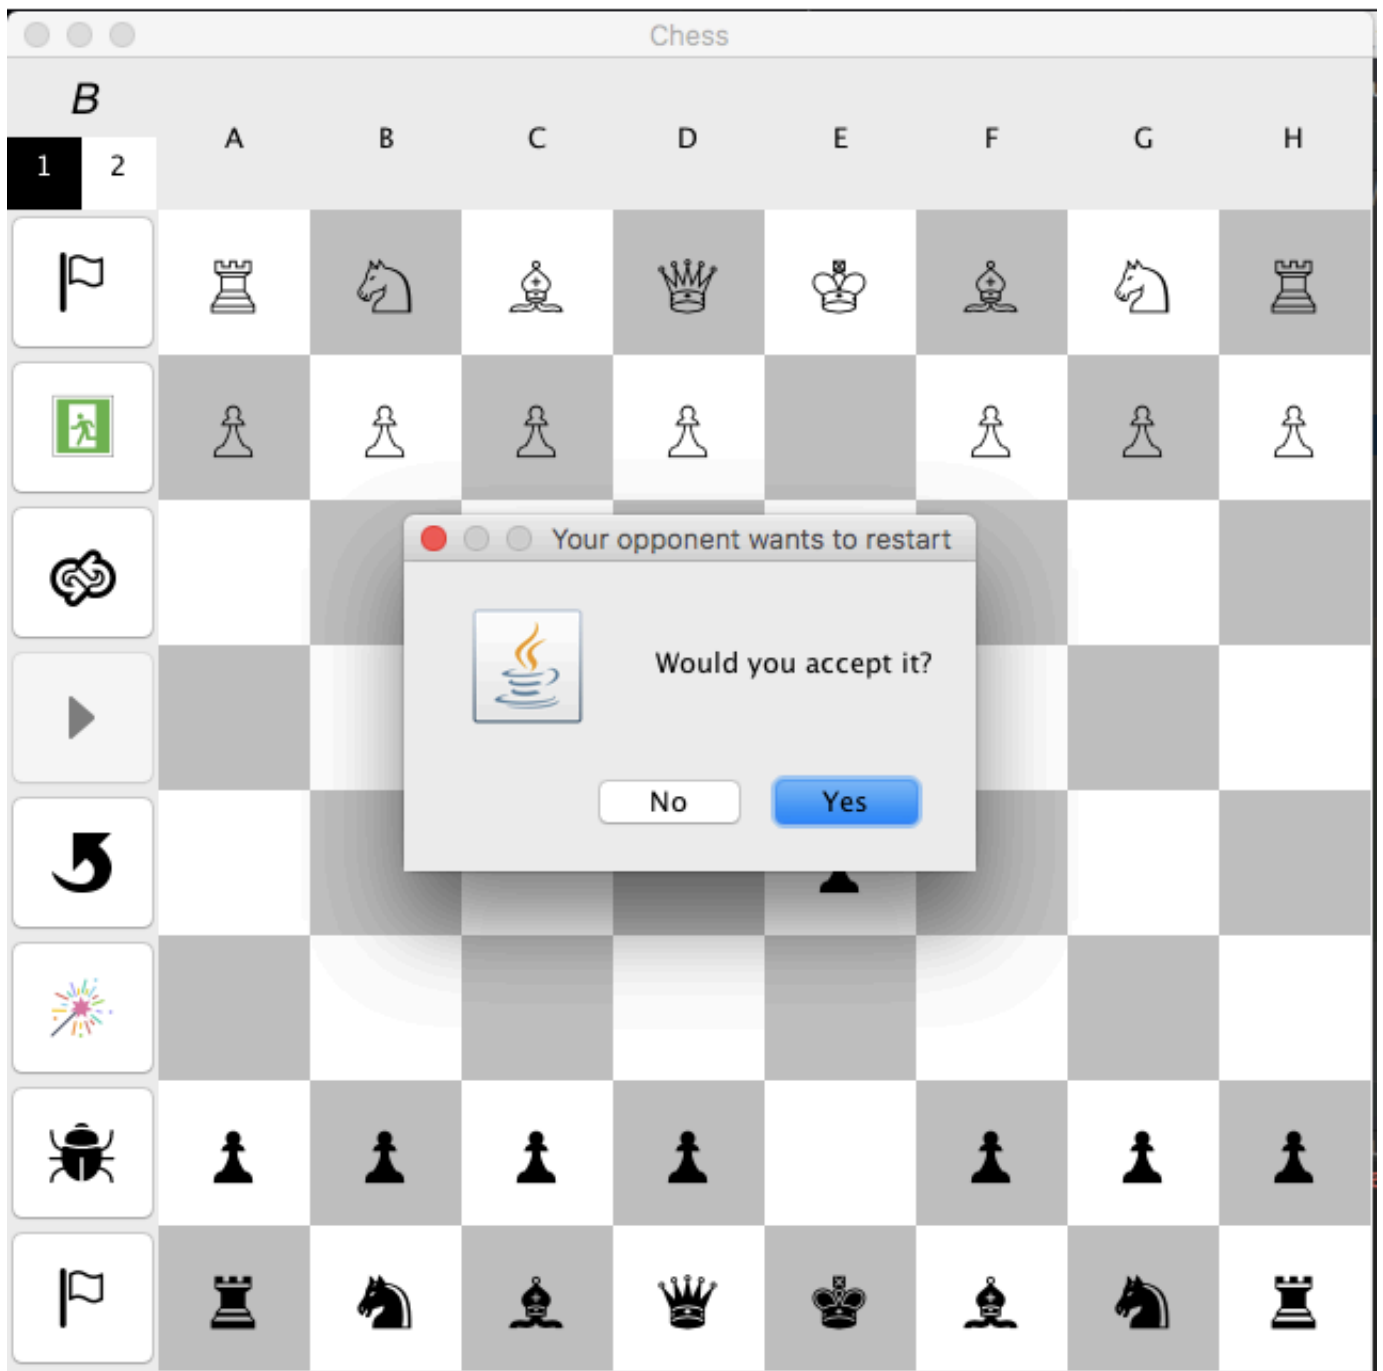 Chess
B
1 2
A B C D E F G H
Your opponent wants to restart
Would you accept it?
No Yes